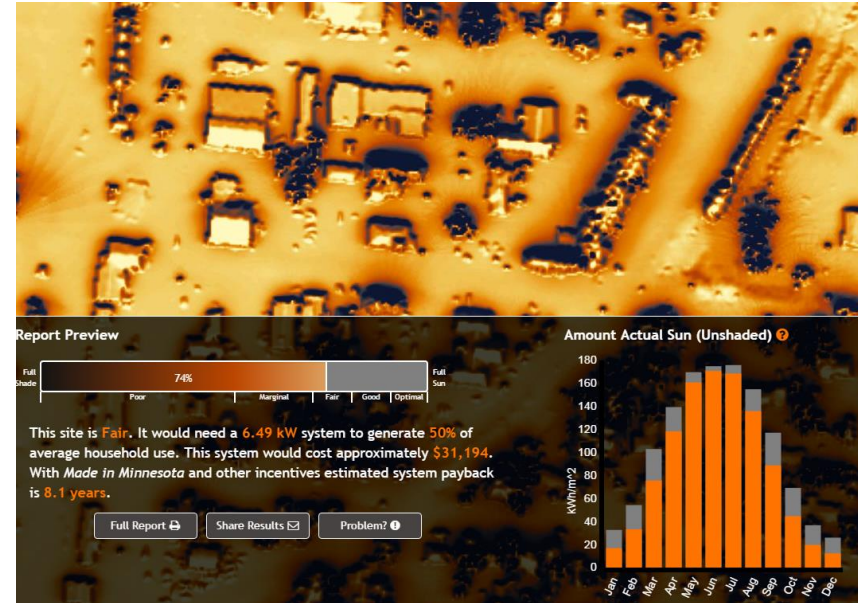 Report Preview
Full Shade
74%
Full Sun
Poor
Marginal
Fair
Good
Optimal
This site is Fair. It would need a 6.49 kW system to generate 50% of
average household use. This system would cost approximately $31,194.
With Made in Minnesota and other incentives estimated system payback
is 8.1 years.
Full Report
Share Results
Problem?
Amount Actual Sun (Unshaded) ?
kWh/m^2
180
160
140
120
100
80
60
40
20
0
Jan
Feb
Mar
Apr
May
Jun
Jul
Aug
Sep
Oct
Nov
Dec